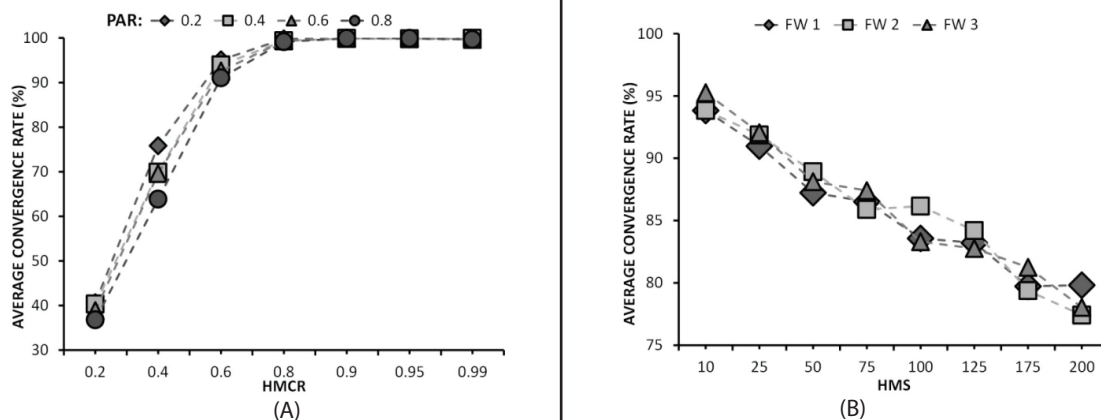 PAR: 0.2 0.4 0.6 0.8
100
90
80
70
60
50
40
30
AVERAGE CONVERGENCE RATE (%)
0.2 0.4 0.6 0.8 0.9 0.95 0.99
HMCR
(A)
FW 1 FW 2 FW 3
100
95
90
85
80
75
AVERAGE CONVERGENCE RATE (%)
10 25 50 75 100 125 175 200
HMS
(B)